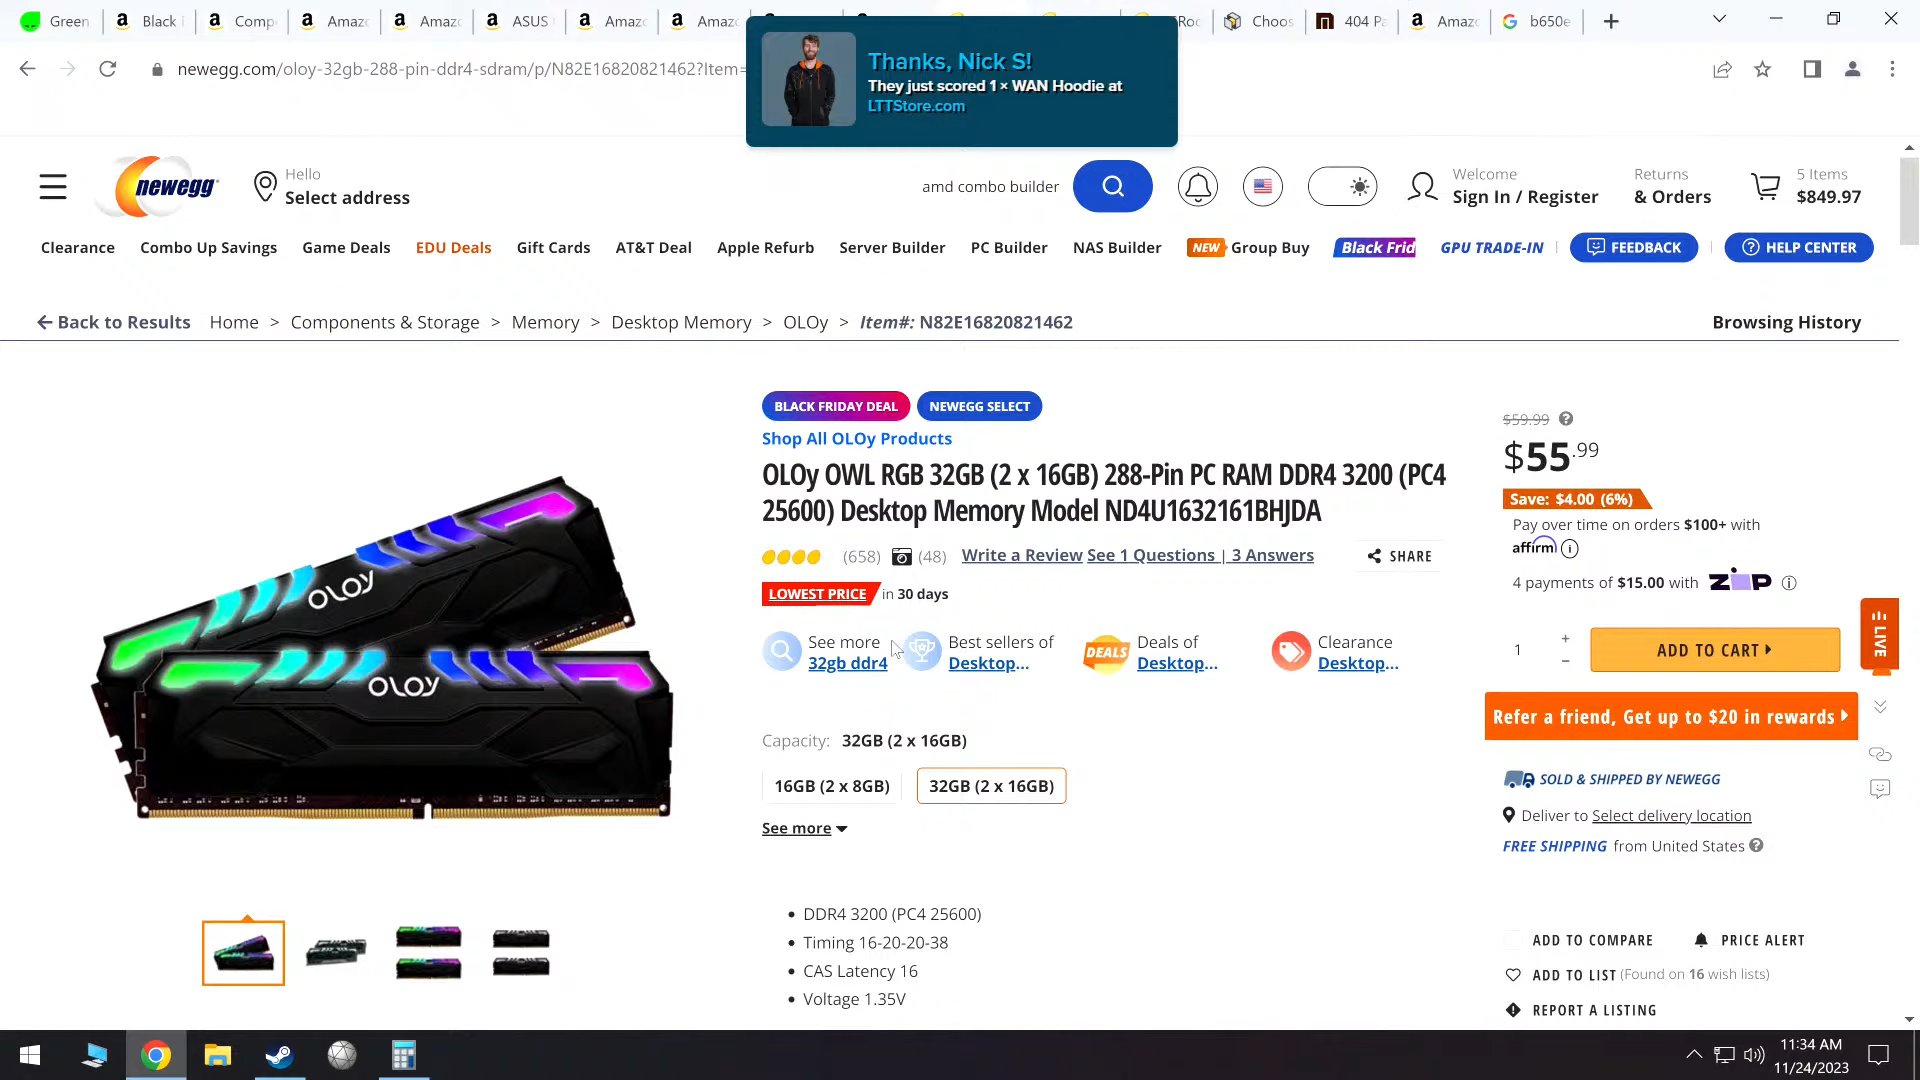 Green
Black
Comp
Amazo
Amazo
ASUS
Amazo
Amazo
Choos
404 Pa
Amazo
b650e
newegg.com/oloy-32gb-288-pin-ddr4-sdram/p/N82E16820821462?Item=
Thanks, Nick S!
They just scored 1 × WAN Hoodie at
LTTStore.com
newegg
Hello
Select address
amd combo builder
Welcome
Sign In / Register
Returns
& Orders
5 Items
$849.97
Clearance
Combo Up Savings
Game Deals
EDU Deals
Gift Cards
AT&T Deal
Apple Refurb
Server Builder
PC Builder
NAS Builder
NEW Group Buy
Black Frid
GPU TRADE-IN
FEEDBACK
HELP CENTER
Back to Results
Home > Components & Storage > Memory > Desktop Memory > OLOy > Item#: N82E16820821462
Browsing History
BLACK FRIDAY DEAL
NEWEGG SELECT
Shop All OLOy Products
OLOy OWL RGB 32GB (2 x 16GB) 288-Pin PC RAM DDR4 3200 (PC4
25600) Desktop Memory Model ND4U1632161BHJDA
(658)
(48)
Write a Review
See 1 Questions | 3 Answers
SHARE
LOWEST PRICE in 30 days
See more
32gb ddr4
Best sellers of
Desktop...
Deals of
Desktop...
DEALS
Clearance
Desktop...
OLOy
OLOy
Capacity: 32GB (2 x 16GB)
16GB (2 x 8GB)
32GB (2 x 16GB)
See more
DDR4 3200 (PC4 25600)
Timing 16-20-20-38
CAS Latency 16
Voltage 1.35V
$59.99
$55.99
Save: $4.00 (6%)
Pay over time on orders $100+ with
affirm
4 payments of $15.00 with ZIP
1
+
−
ADD TO CART
LIVE
Refer a friend, Get up to $20 in rewards
SOLD & SHIPPED BY NEWEGG
Deliver to Select delivery location
FREE SHIPPING from United States
ADD TO COMPARE
PRICE ALERT
ADD TO LIST (Found on 16 wish lists)
REPORT A LISTING
11:34 AM
11/24/2023